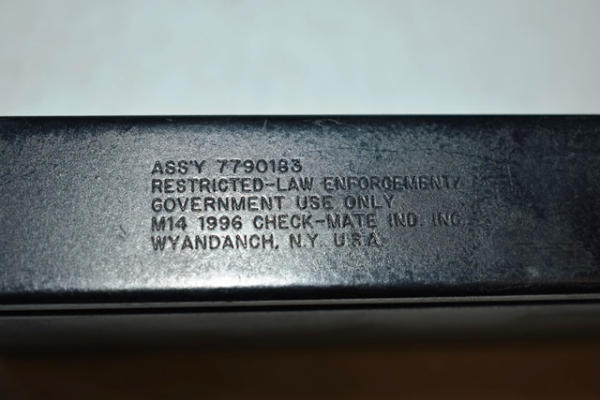 ASS'Y 7790183
RESTRICTED-LAW ENFORCEMENT/
GOVERNMENT USE ONLY
M14 1996 CHECK-MATE IND. INC.
WYANDANCH, N.Y. U.S.A.